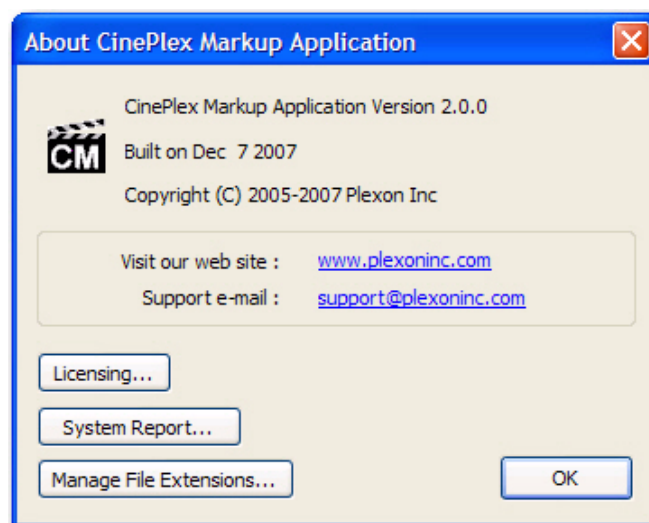 About CinePlex Markup Application
CinePlex Markup Application Version 2.0.0
CM
Built on Dec 7 2007
Copyright (C) 2005-2007 Plexon Inc
Visit our web site : www.plexoninc.com
Support e-mail : support@plexoninc.com
Licensing...
System Report...
Manage File Extensions...
OK